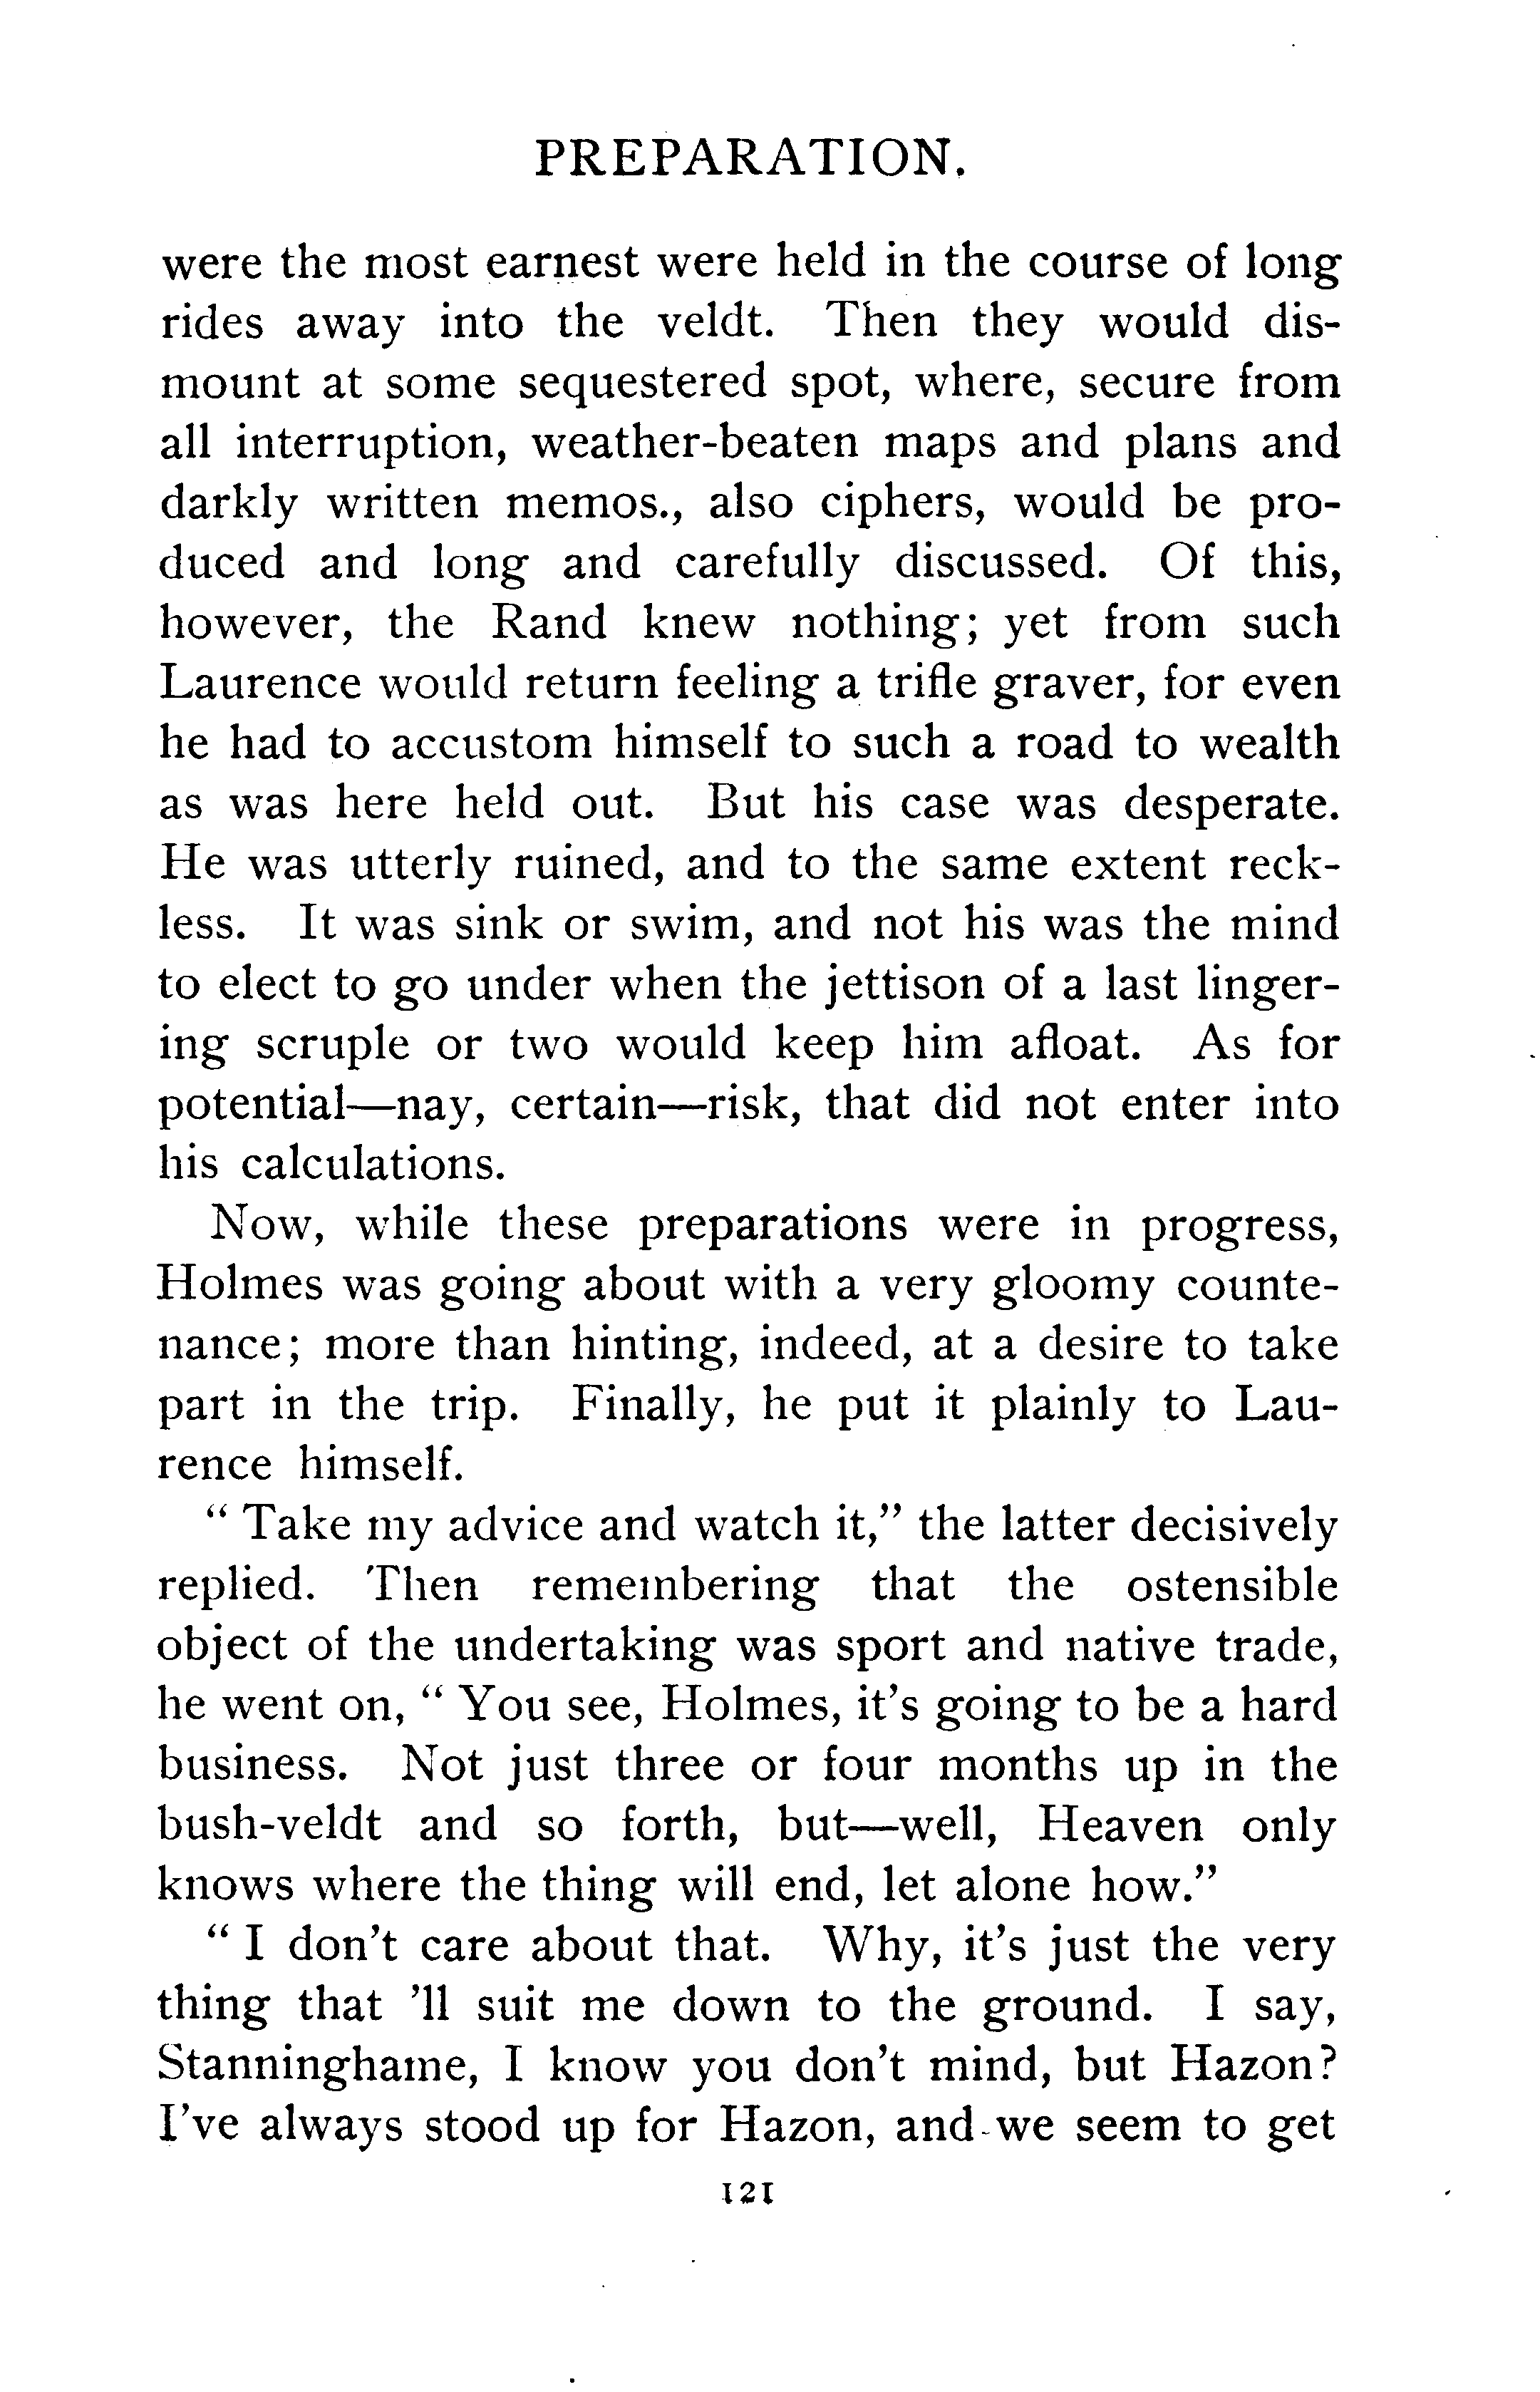 PREPARATION.
were the most earnest were held in the course of long
rides away into the veldt. Then they would dis-
mount at some sequestered spot, where, secure from
all interruption, weather-beaten maps and plans and
darkly written memos., also ciphers, would be pro-
duced and long and carefully discussed. Of this,
however, the Rand knew nothing; yet from such
Laurence would return feeling a trifle graver, for even
he had to accustom himself to such a road to wealth
as was here held out. But his case was desperate.
He was utterly ruined, and to the same extent reck-
less. It was sink or swim, and not his was the mind
to elect to go under when the jettison of a last linger-
ing scruple or two would keep him afloat. As for
potential—nay, certain—risk, that did not enter into
his calculations.
Now, while these preparations were in progress,
Holmes was going about with a very gloomy counte-
nance; more than hinting, indeed, at a desire to take
part in the trip. Finally, he put it plainly to Lau-
rence himself.
“ Take my advice and watch it,” the latter decisively
replied. Then remembering that the ostensible
object of the undertaking was sport and native trade,
he went on, “ You see, Holmes, it's going to be a hard
business. Not just three or four months up in the
bush-veldt and so forth, but—well, Heaven only
knows where the thing will end, let alone how.”
“ I don't care about that. Why, it's just the very
thing that 'll suit me down to the ground. I say,
Stanninghame, I know you don't mind, but Hazon?
I've always stood up for Hazon, and we seem to get
121